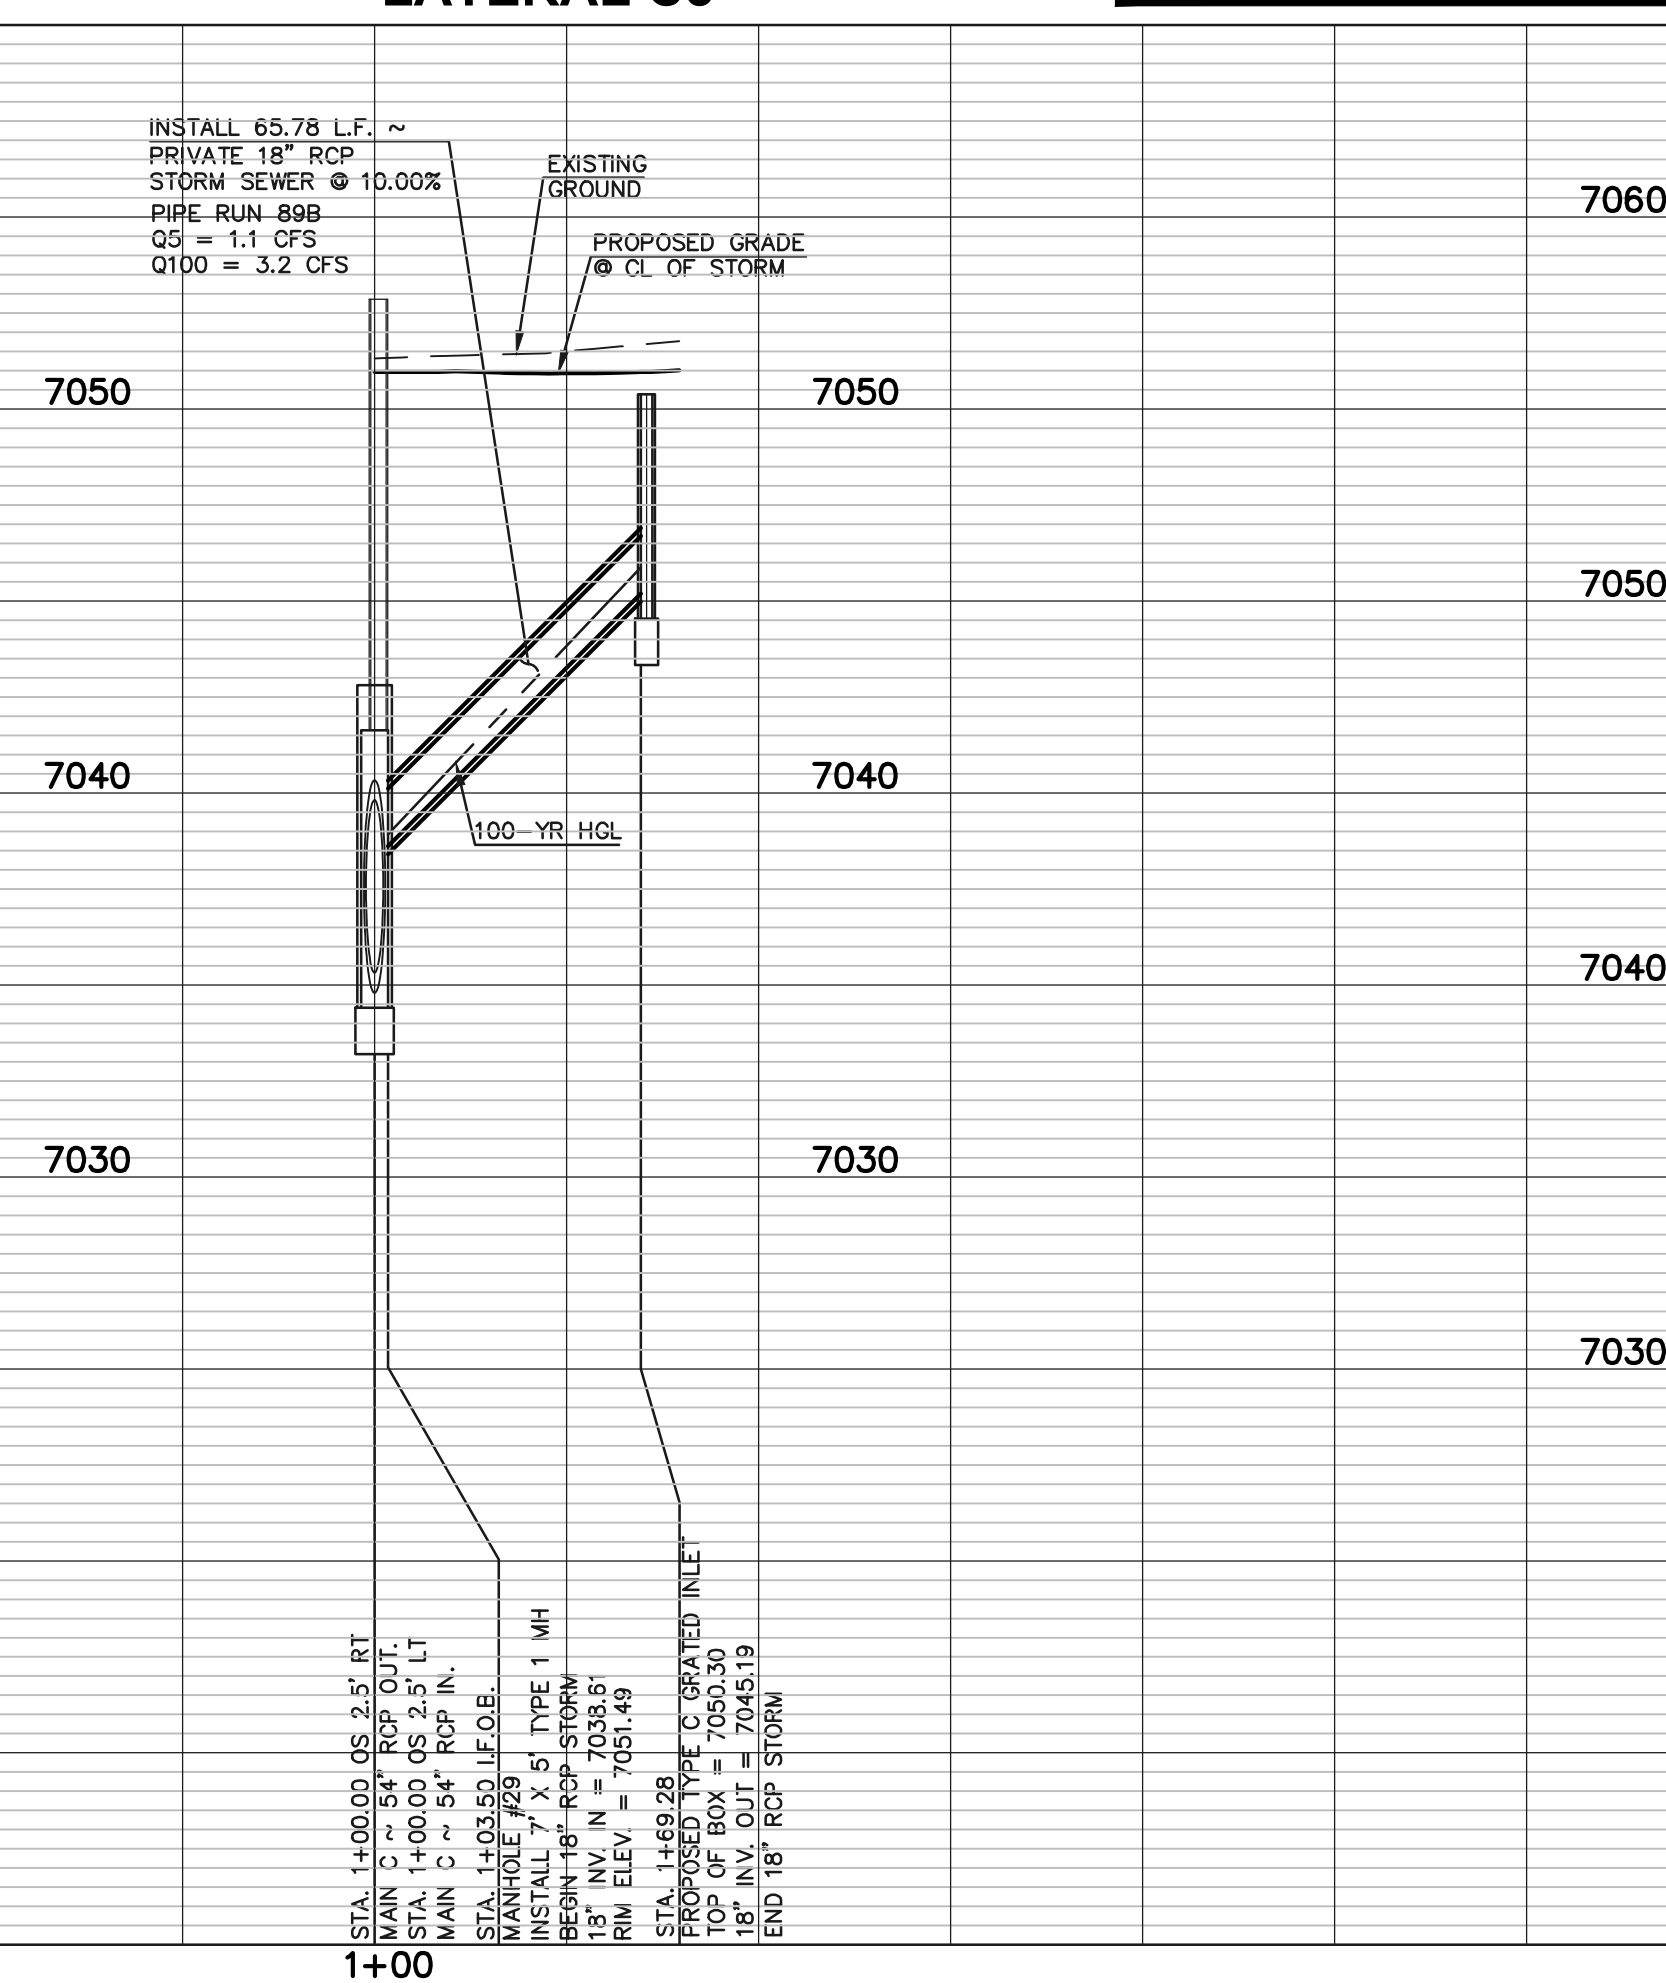 INSTALL 65.78 L.F. ~
PRIVATE 18" RCP
STORM SEWER @ 10.00%
PIPE RUN 89B
Q5 = 1.1 CFS
Q100 = 3.2 CFS
EXISTING
GROUND
PROPOSED GRADE
@ CL OF STORM
7060
7050
7050
7050
7040
7040
100-YR HGL
7040
7030
7030
7030
STA. 1+00.00 OS 2.5' RT
MAIN C ~ 54" RCP OUT.
STA. 1+00.00 OS 2.5' LT
MAIN C ~ 54" RCP IN.
STA. 1+03.50 I.F.O.B.
MANHOLE #29
INSTALL 7' X 5' TYPE 1 MH
BEGIN 18" RCP STORM
18" INV. IN = 7038.61
RIM ELEV. = 7051.49
STA. 1+69.28
PROPOSED TYPE C GRATED INLET
TOP OF BOX = 7050.30
18" INV. OUT = 7045.19
END 18" RCP STORM
1+00